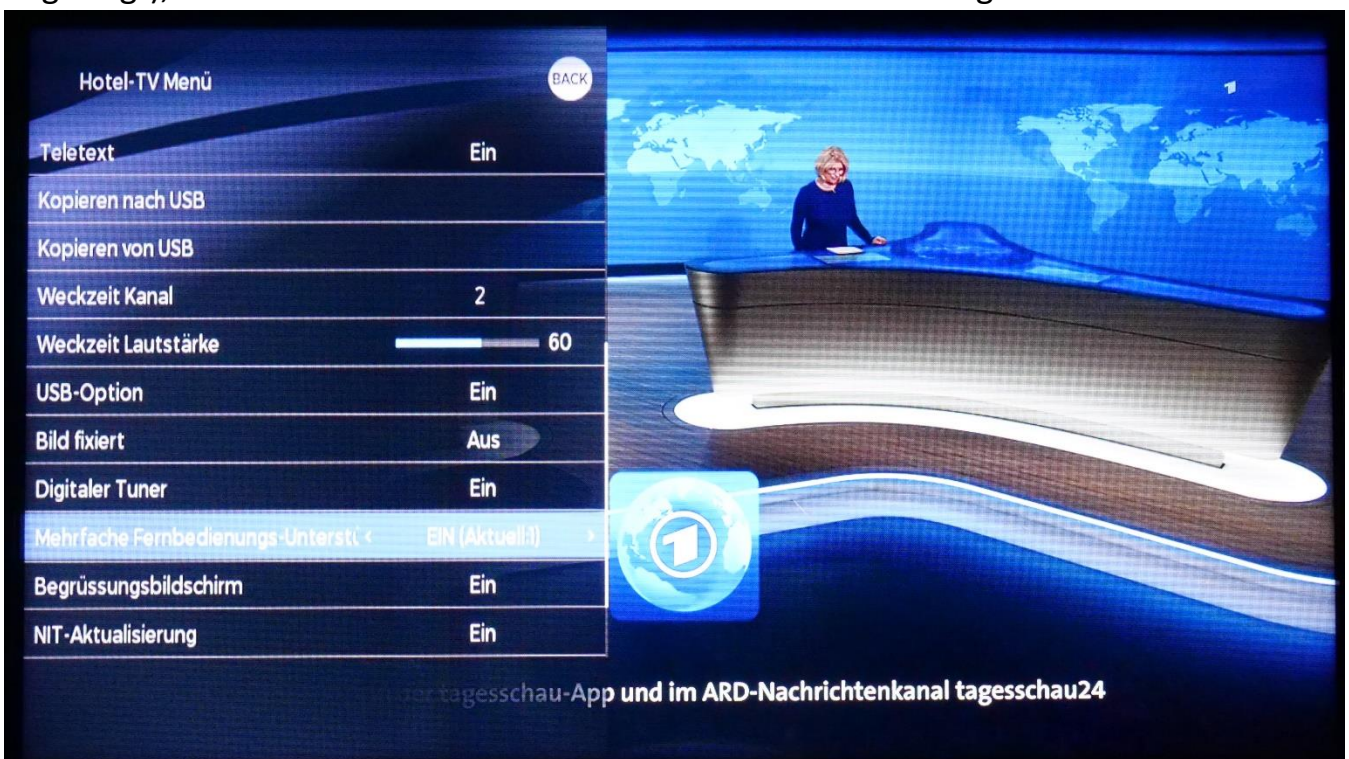 Hotel-TV Menü
BACK
Teletext Ein
Kopieren nach USB
Kopieren von USB
Weckzeit Kanal 2
Weckzeit Lautstärke 60
USB-Option Ein
Bild fixiert Aus
Digitaler Tuner Ein
Mehrfache Fernbedienungs-Unterstü < EIN (Aktuell:1) >
Begrüssungsbildschirm Ein
NIT-Aktualisierung Ein
tagesschau-App und im ARD-Nachrichtenkanal tagesschau24